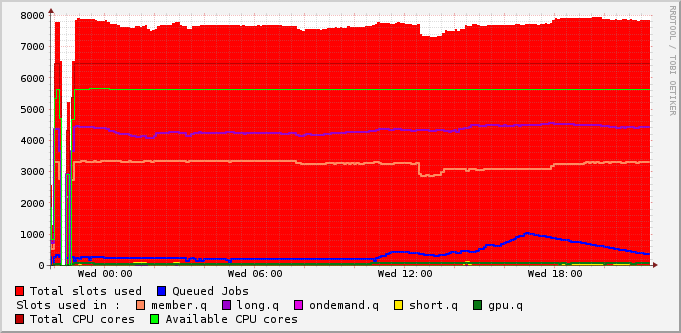 8000
7000
6000
5000
4000
3000
2000
1000
0
Wed 00:00 Wed 06:00 Wed 12:00 Wed 18:00
Total slots used Queued Jobs
Slots used in : member.q long.q ondemand.q short.q gpu.q
Total CPU cores Available CPU cores
RRDTOOL / TOBI OETIKER